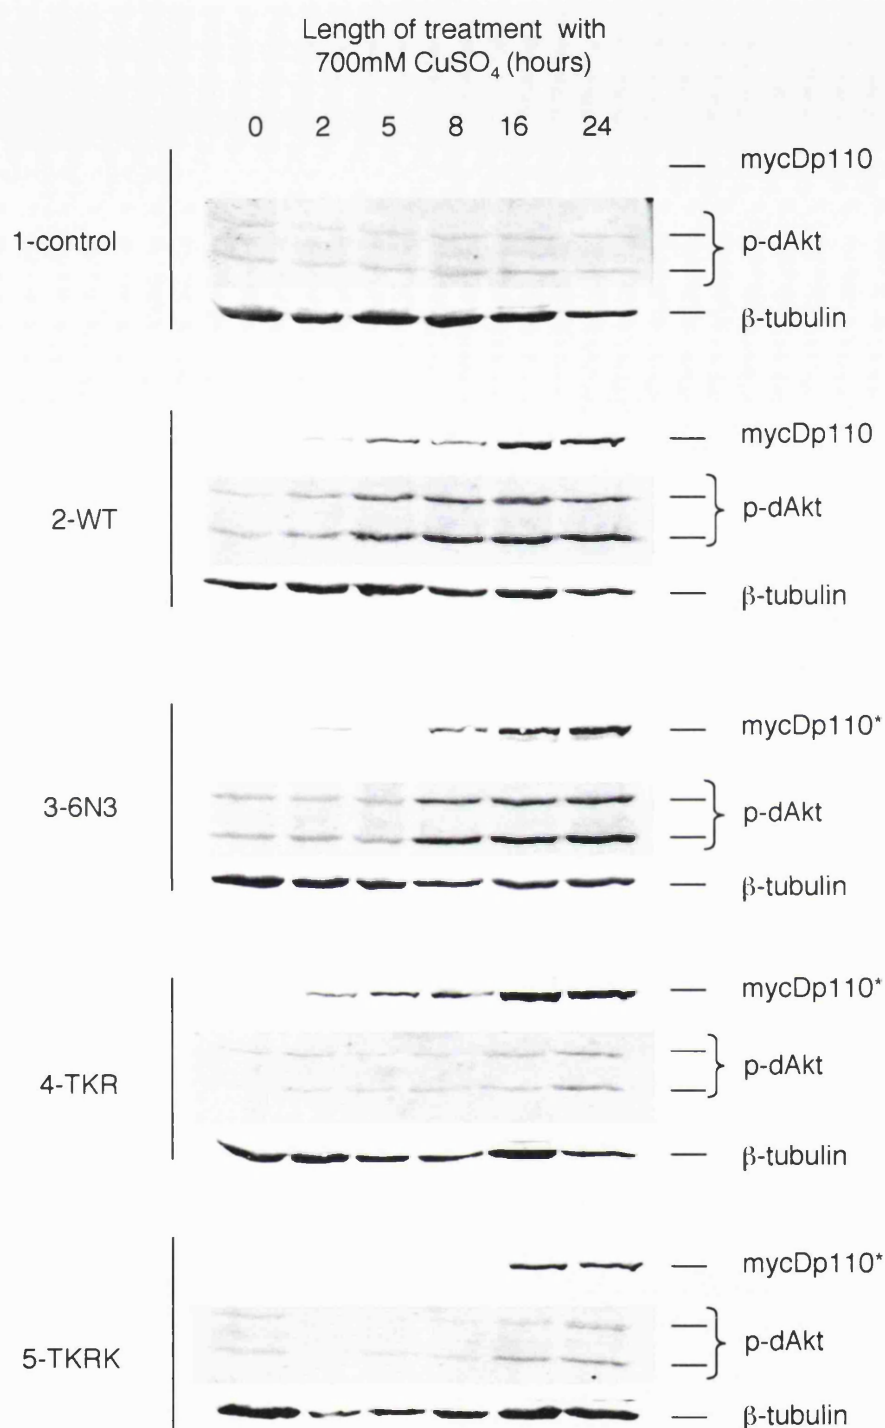 Length of treatment with
700mM CuSO₄ (hours)
0 2 5 8 16 24
mycDp110
1-control
p-dAkt
β-tubulin
mycDp110
2-WT
p-dAkt
β-tubulin
mycDp110*
3-6N3
p-dAkt
β-tubulin
mycDp110*
4-TKR
p-dAkt
β-tubulin
mycDp110*
5-TKRK
p-dAkt
β-tubulin